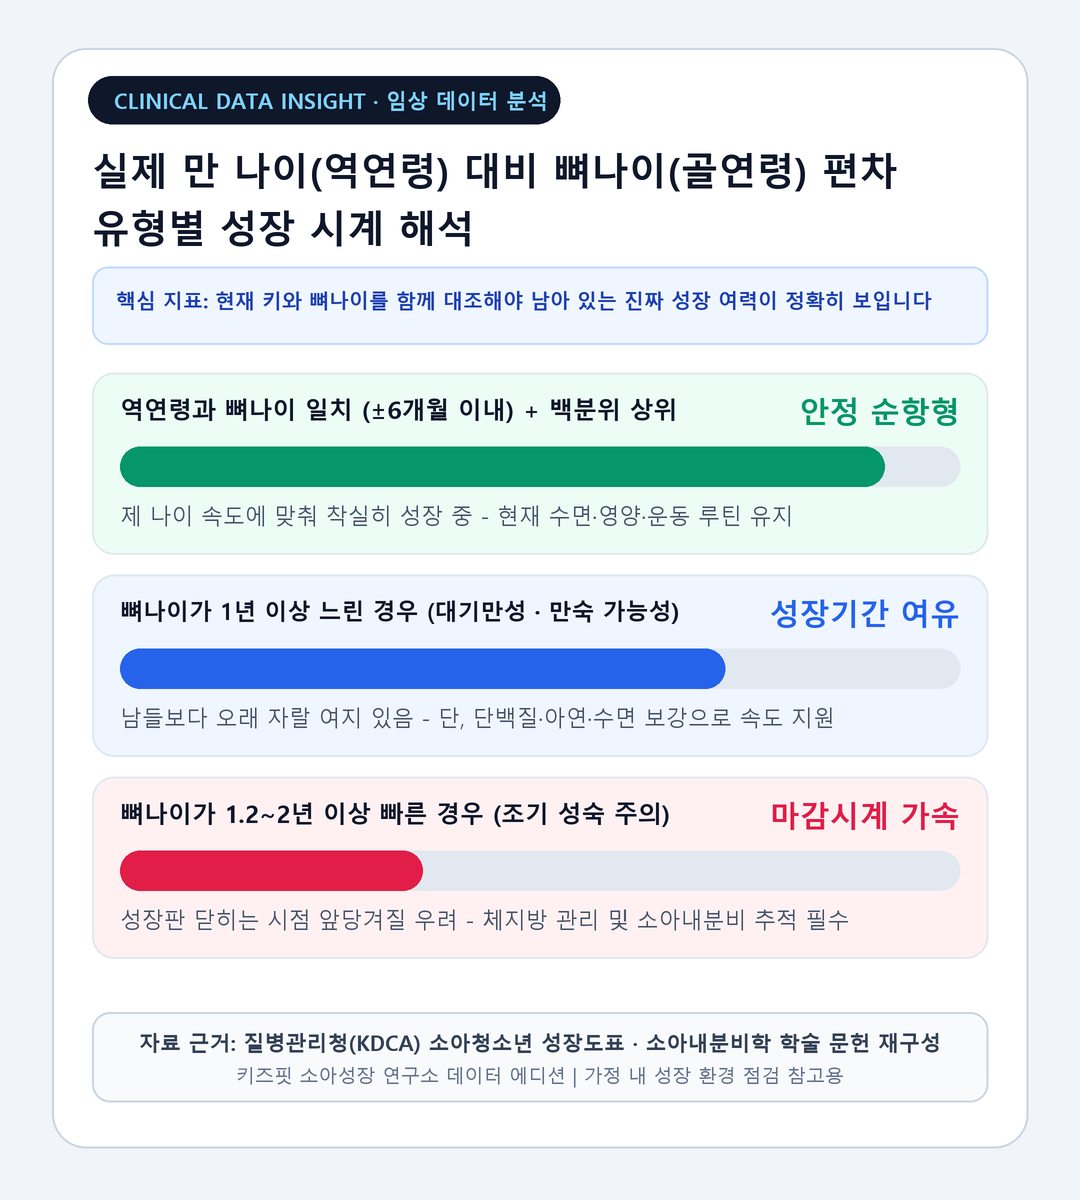 CLINICAL DATA INSIGHT · 임상 데이터 분석
실제 만 나이(역연령) 대비 뼈나이(골연령) 편차
유형별 성장 시계 해석
핵심 지표: 현재 키와 뼈나이를 함께 대조해야 남아 있는 진짜 성장 여력이 정확히 보입니다
역연령과 뼈나이 일치 (±6개월 이내) + 백분위 상위
안정 순항형
제 나이 속도에 맞춰 착실히 성장 중 - 현재 수면·영양·운동 루틴 유지
뼈나이가 1년 이상 느린 경우 (대기만성 · 만숙 가능성)
성장기간 여유
남들보다 오래 자랄 여지 있음 - 단, 단백질·아연·수면 보강으로 속도 지원
뼈나이가 1.2~2년 이상 빠른 경우 (조기 성숙 주의)
마감시계 가속
성장판 닫히는 시점 앞당겨질 우려 - 체지방 관리 및 소아내분비 추적 필수
자료 근거: 질병관리청(KDCA) 소아청소년 성장도표 · 소아내분비학 학술 문헌 재구성
키즈핏 소아성장 연구소 데이터 에디션 | 가정 내 성장 환경 점검 참고용